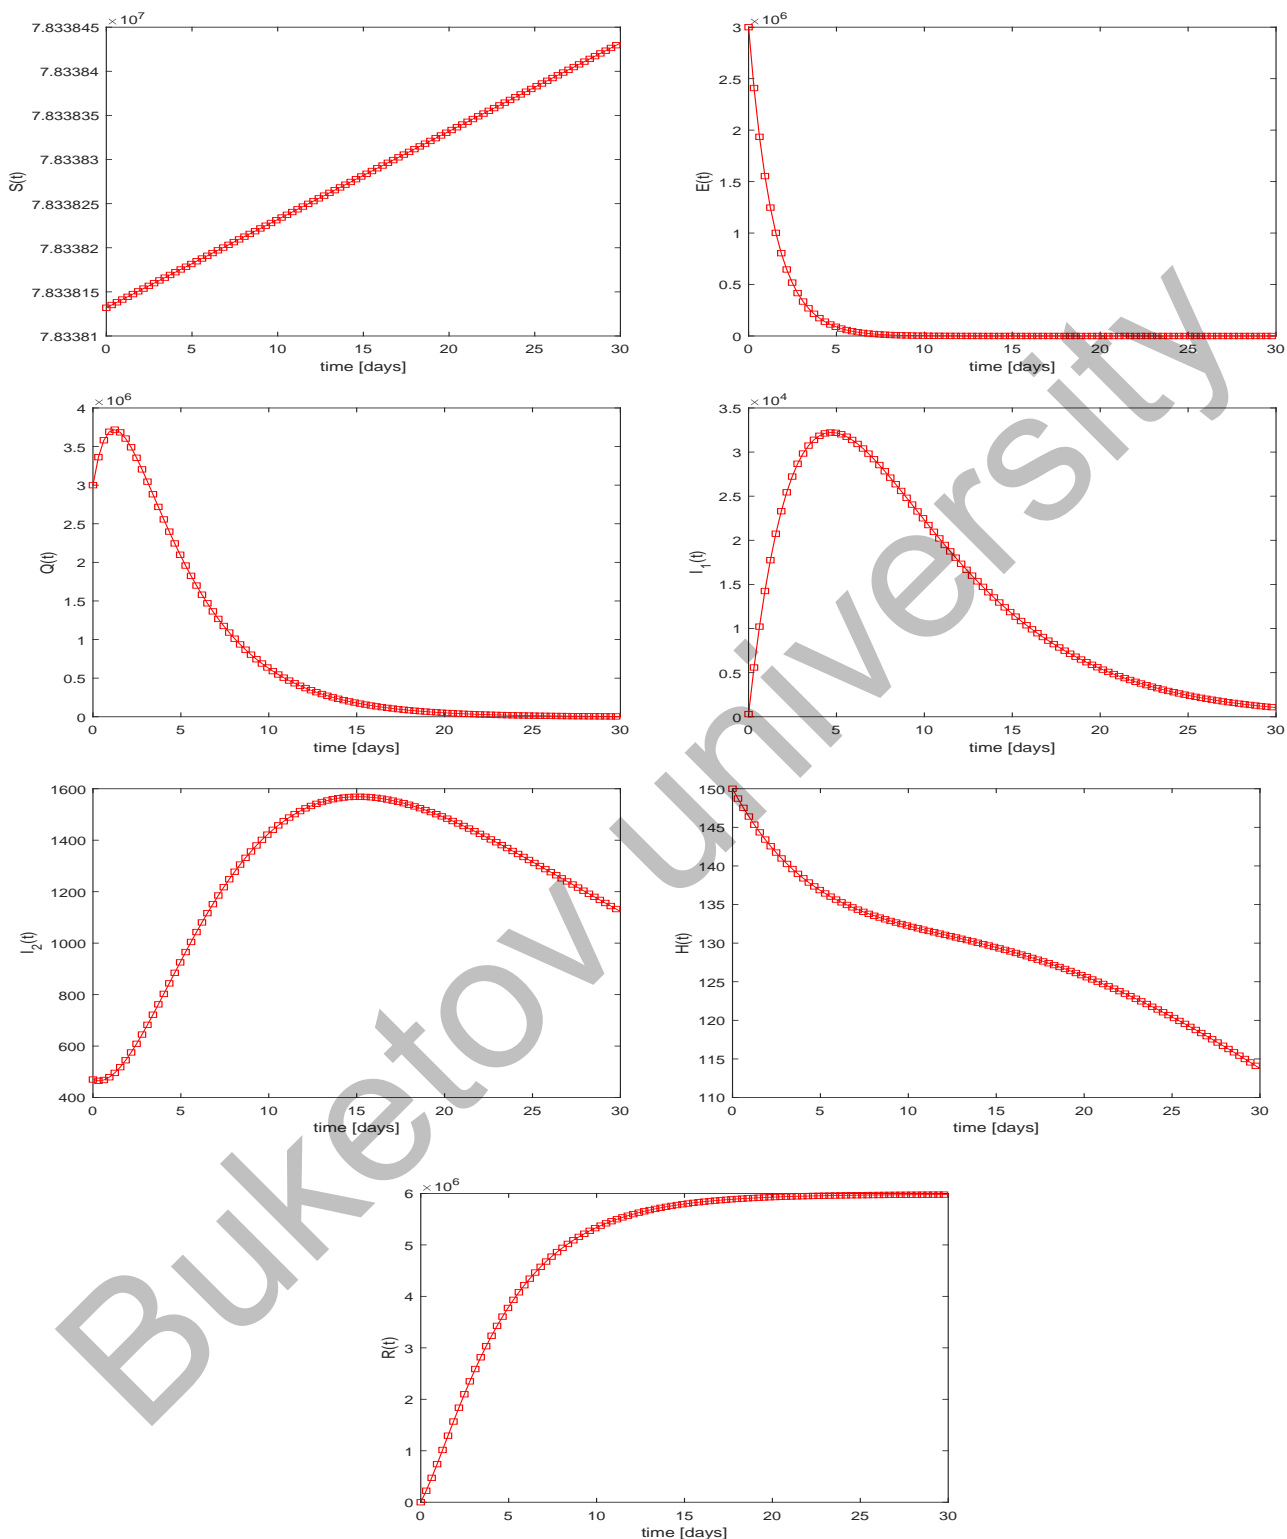 ×10^7
7.833845
7.83384
7.833835
7.83383
7.833825
7.83382
7.833815
7.83381
S(t)
0 5 10 15 20 25 30
time [days]
×10^6
3
2.5
2
1.5
1
0.5
0
E(t)
0 5 10 15 20 25 30
time [days]
×10^6
4
3.5
3
2.5
2
1.5
1
0.5
0
Q(t)
0 5 10 15 20 25 30
time [days]
×10^4
3.5
3
2.5
2
1.5
1
0.5
0
I_1(t)
0 5 10 15 20 25 30
time [days]
1600
1400
1200
1000
800
600
400
I_2(t)
0 5 10 15 20 25 30
time [days]
150
145
140
135
130
125
120
115
110
H(t)
0 5 10 15 20 25 30
time [days]
×10^6
6
5
4
3
2
1
0
R(t)
0 5 10 15 20 25 30
time [days]
Buketov university